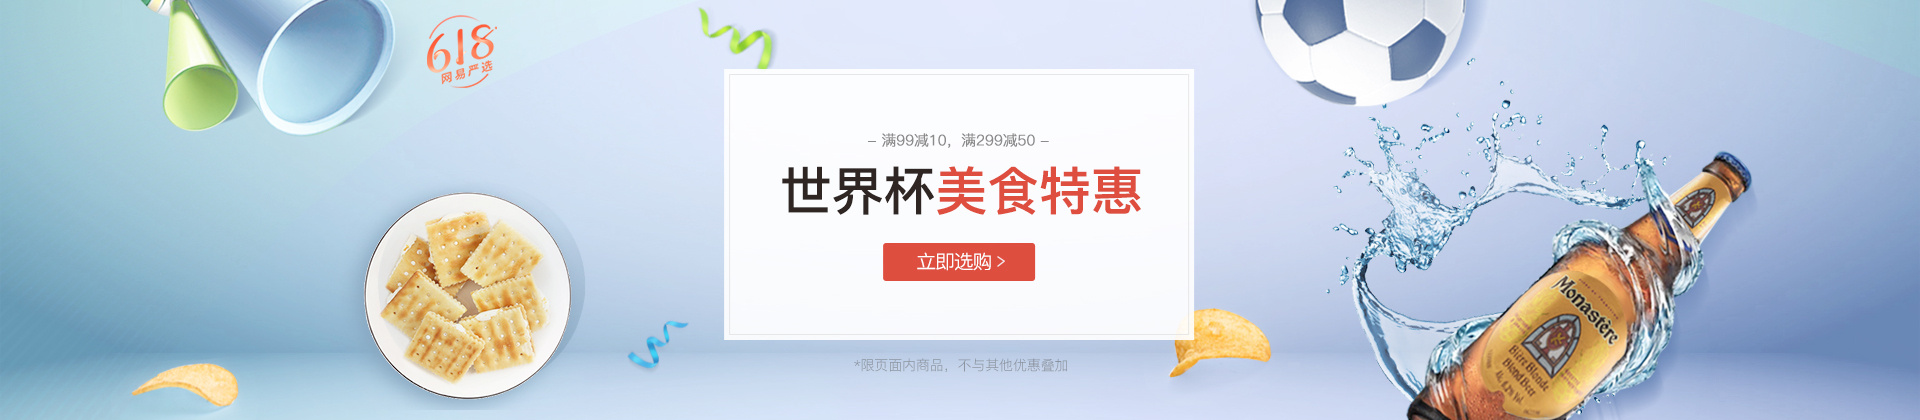 618
网易严选
– 满99减10，满299减50 –
世界杯美食特惠
立即选购 >
*限页面内商品，不与其他优惠叠加
Monastère
Bière Blonde
Blond Beer